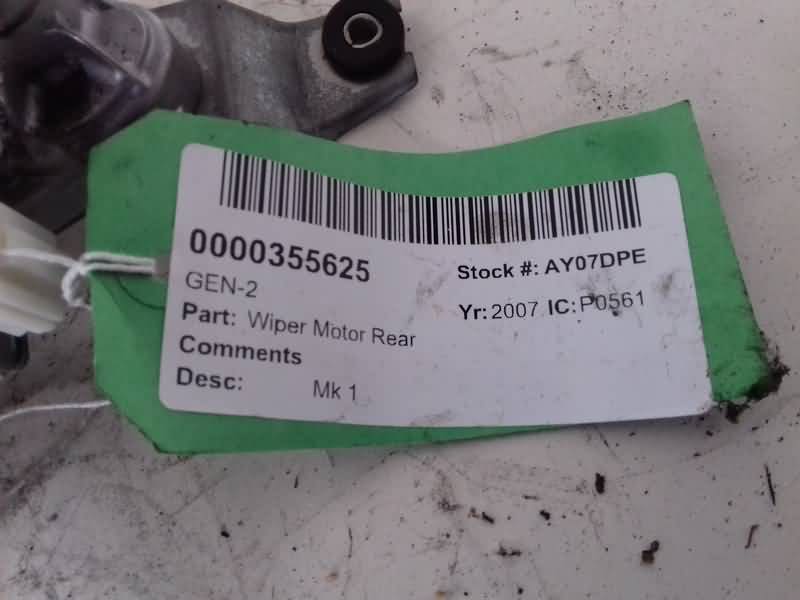 0000355625
Stock #: AY07DPE
GEN-2
Yr: 2007 IC: P0561
Part: Wiper Motor Rear
Comments
Desc: Mk 1